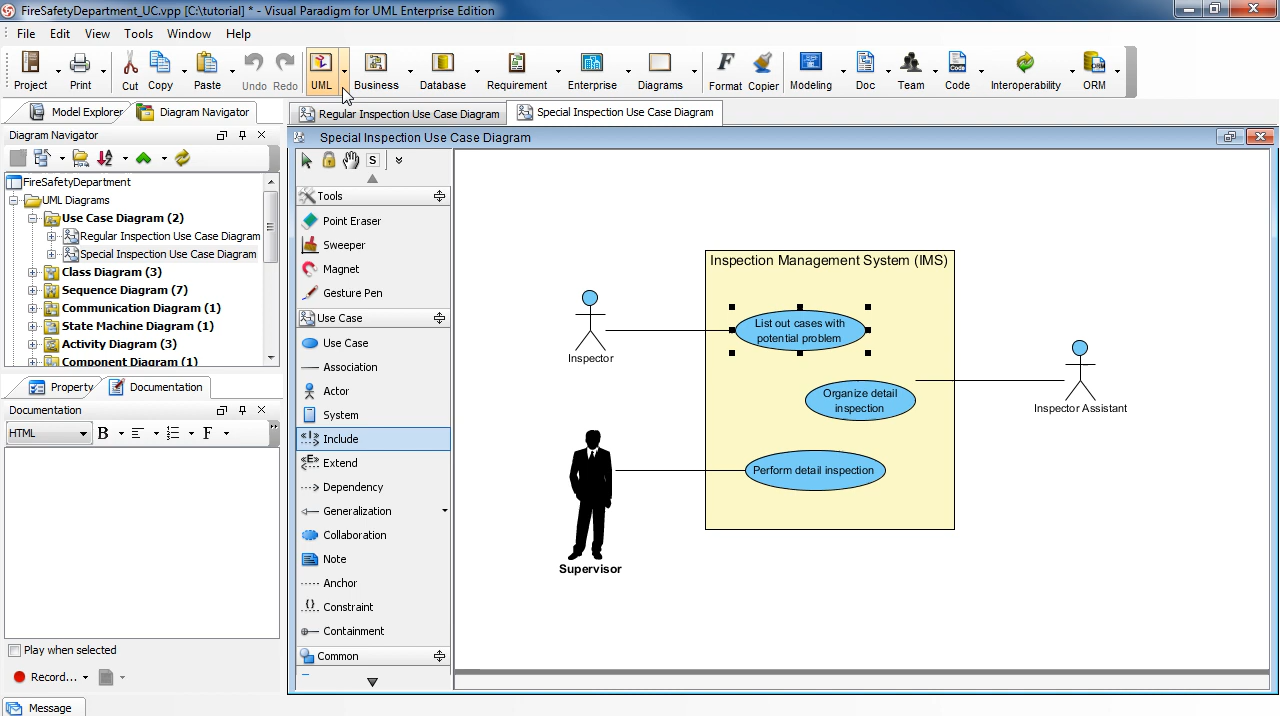 FireSafetyDepartment_UC.vpp [C:\tutorial] * - Visual Paradigm for UML Enterprise Edition
File Edit View Tools Window Help
Project Print Cut Copy Paste Undo Redo UML Business Database Requirement Enterprise Diagrams Format Copier Modeling Doc Team Code Interoperability ORM
Model Explorer Diagram Navigator
Regular Inspection Use Case Diagram Special Inspection Use Case Diagram
Diagram Navigator
FireSafetyDepartment
UML Diagrams
Use Case Diagram (2)
Regular Inspection Use Case Diagram
Special Inspection Use Case Diagram
Class Diagram (3)
Sequence Diagram (7)
Communication Diagram (1)
State Machine Diagram (1)
Activity Diagram (3)
Component Diagram (1)
Property Documentation
Documentation
HTML B F
Play when selected
Record...
Message
Special Inspection Use Case Diagram
S
Tools
Point Eraser
Sweeper
Magnet
Gesture Pen
Use Case
Use Case
Association
Actor
System
<<I>> Include
<<E>> Extend
Dependency
Generalization
Collaboration
Note
Anchor
{} Constraint
Containment
Common
Inspection Management System (IMS)
List out cases with
potential problem
Inspector
Organize detail
inspection
Inspector Assistant
Perform detail inspection
Supervisor